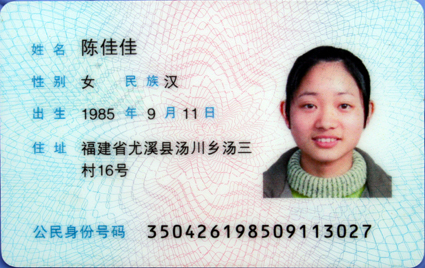 姓名 陈佳佳
性别 女 民族 汉
出生 1985 年 9 月 11 日
住址 福建省尤溪县汤川乡汤三
村16号
公民身份号码 350426198509113027